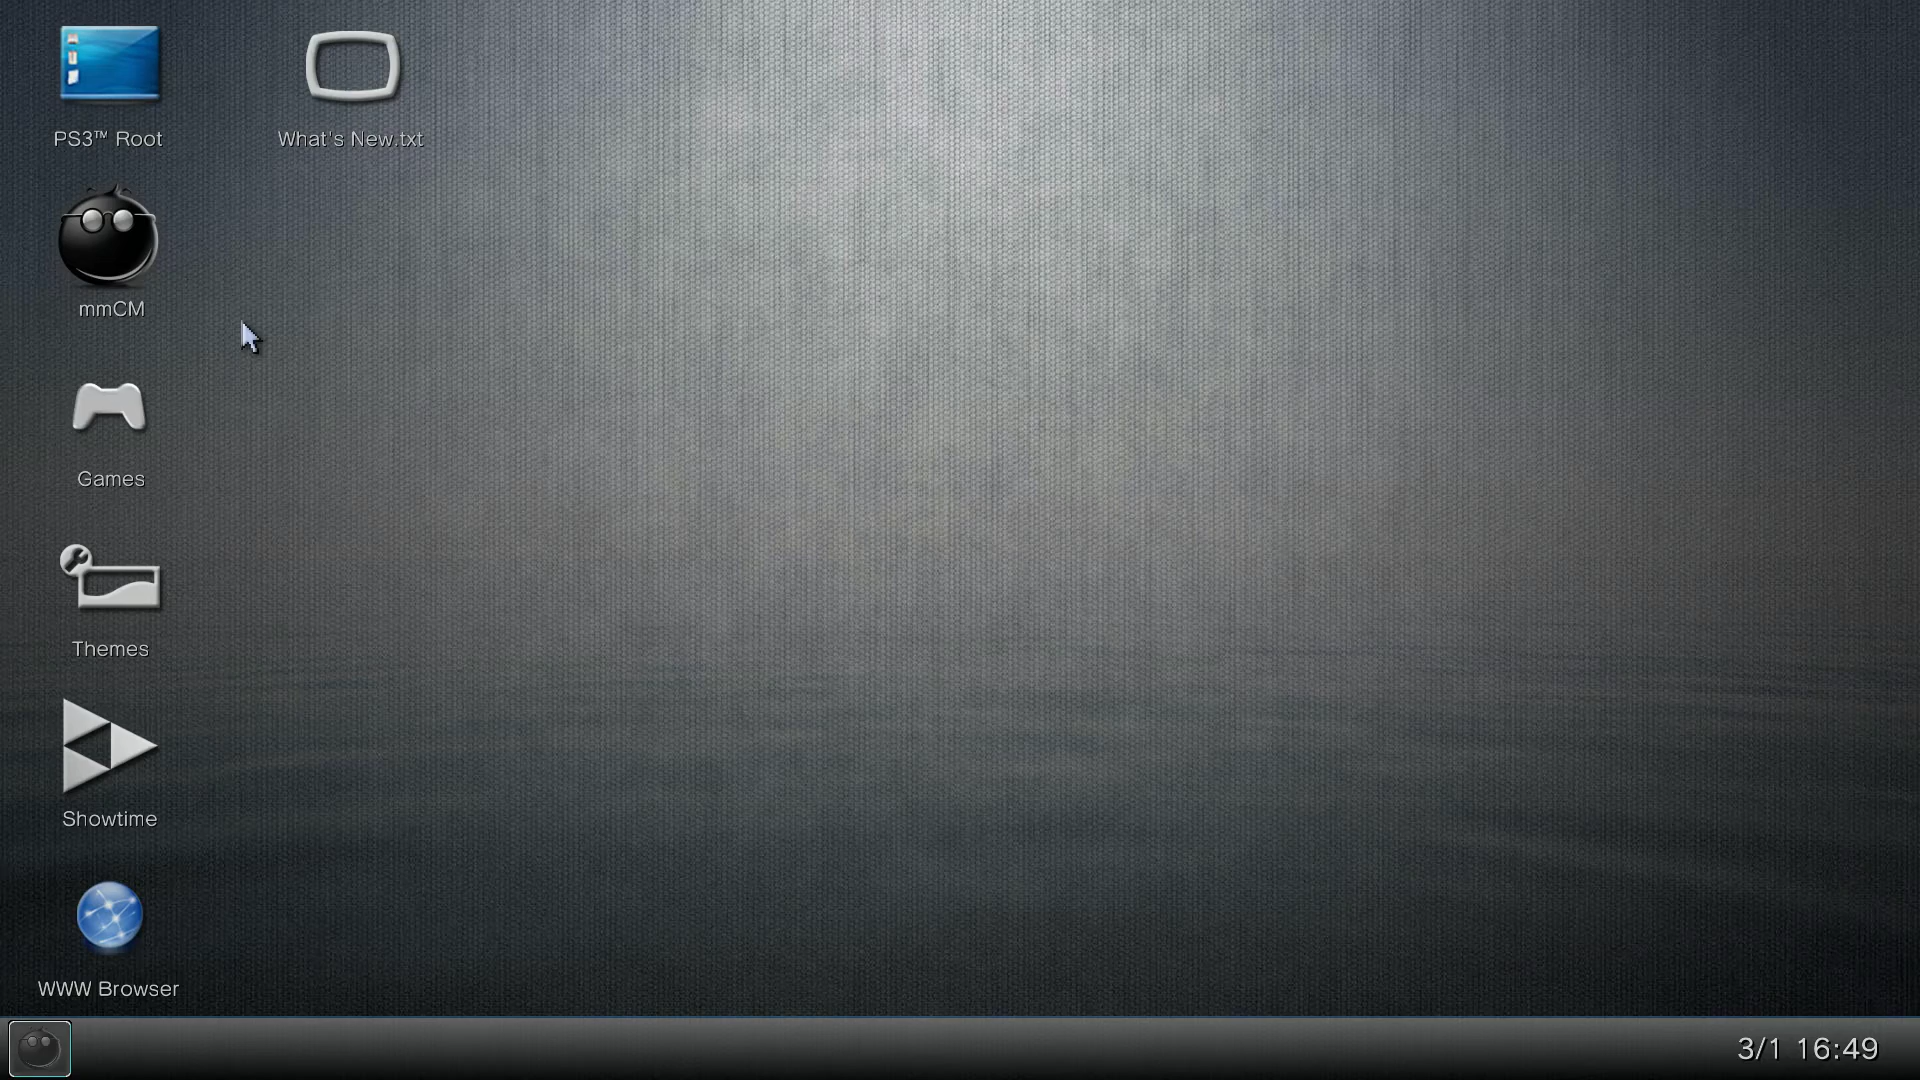 PS3™ Root
What's New.txt
mmCM
Games
Themes
Showtime
WWW Browser
3/1 16:49